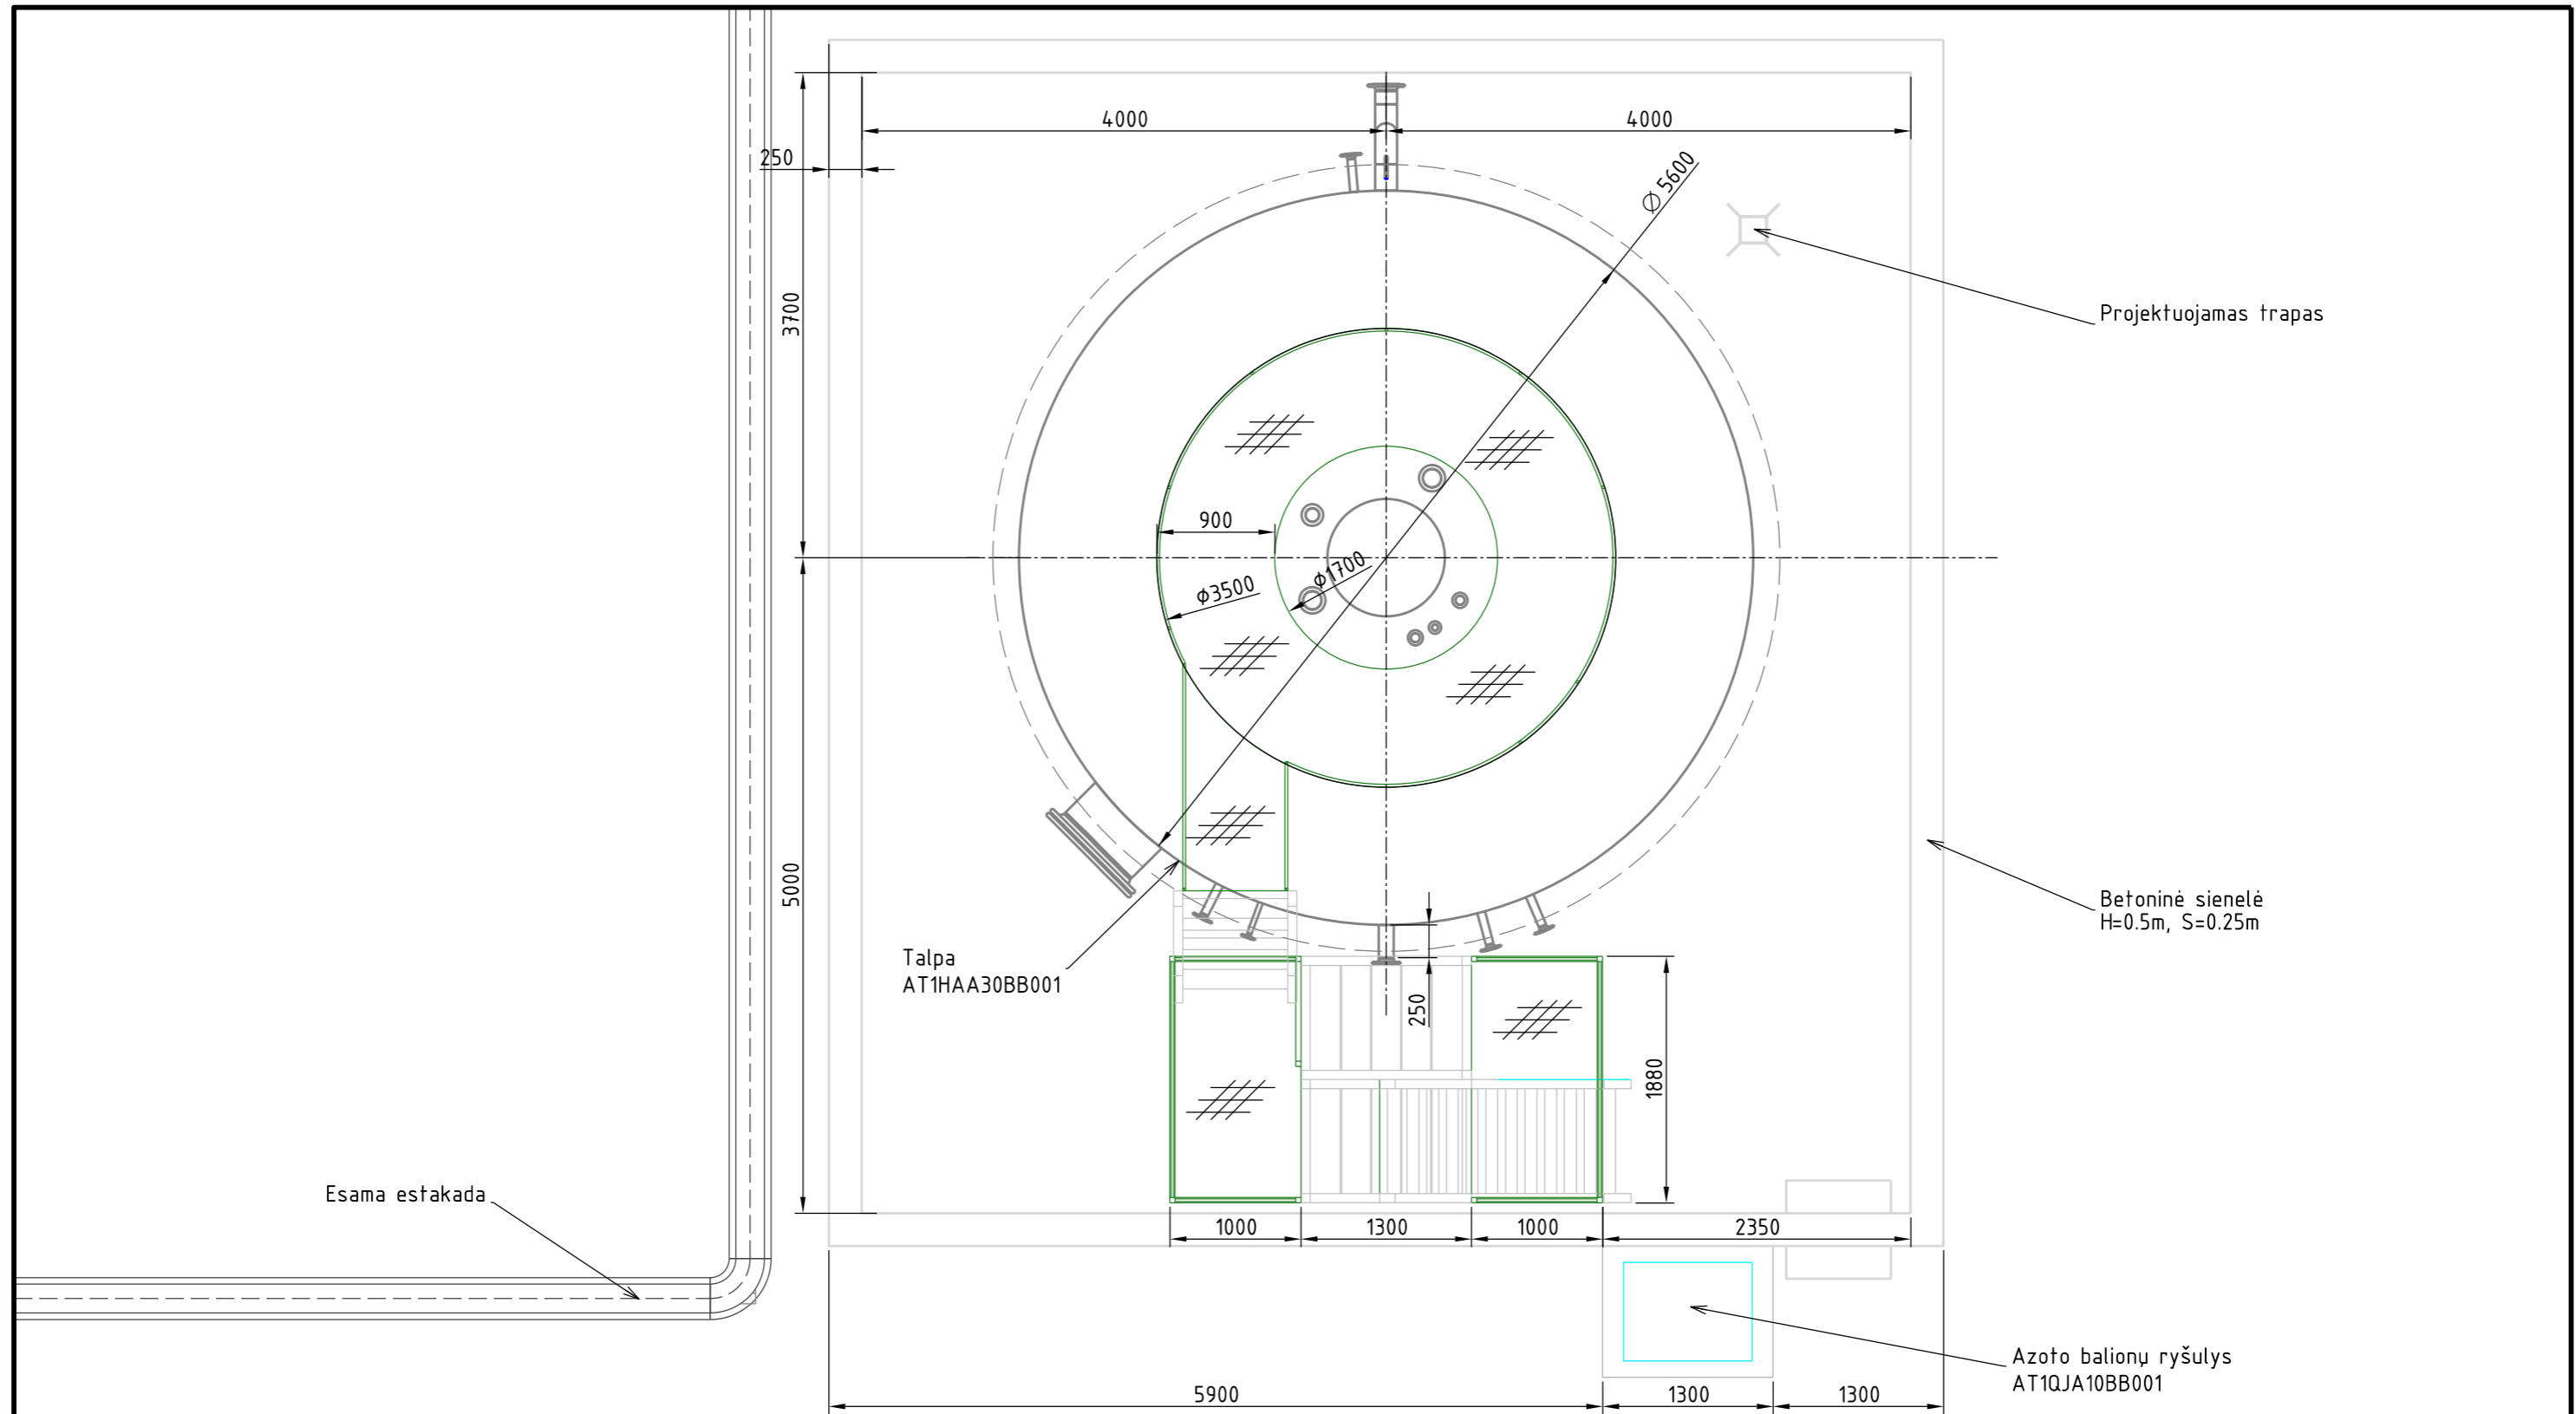 4000
4000
250
Ø 5600
Projektuojamas trapas
3700
900
ø1700
ø3500
5000
Betoninė sienelė
H=0.5m, S=0.25m
Talpa
AT1HAA30BB001
250
1880
Esama estakada
1000
1300
1000
2350
Azoto balionų ryšulys
AT1QJA10BB001
5900
1300
1300